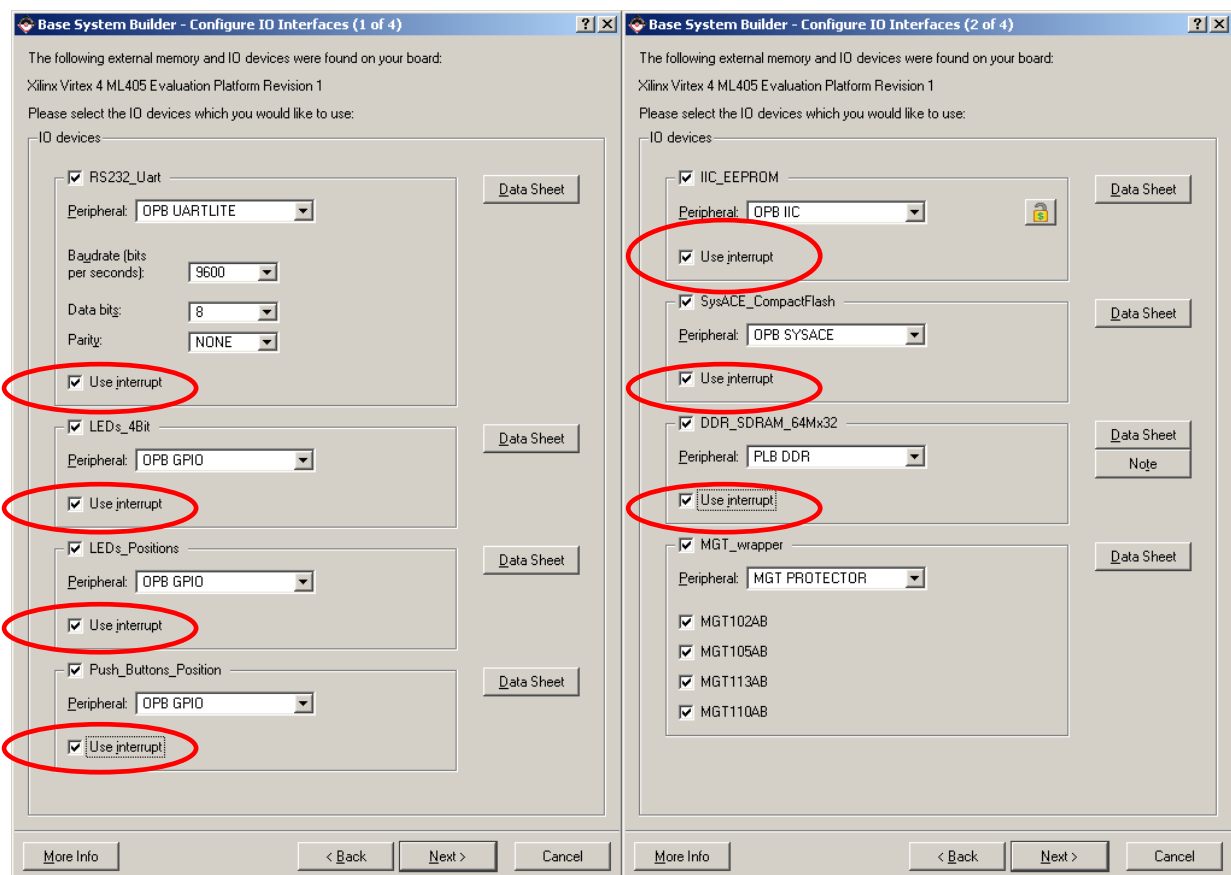 Base System Builder - Configure IO Interfaces (1 of 4)
The following external memory and IO devices were found on your board:
Xilinx Virtex 4 ML405 Evaluation Platform Revision 1
Please select the IO devices which you would like to use:
IO devices
RS232_Uart
Data Sheet
Peripheral: OPB UARTLITE
Baudrate (bits
per seconds): 9600
Data bits: 8
Parity: NONE
Use interrupt
LEDs_4Bit
Data Sheet
Peripheral: OPB GPIO
Use interrupt
LEDs_Positions
Data Sheet
Peripheral: OPB GPIO
Use interrupt
Push_Buttons_Position
Data Sheet
Peripheral: OPB GPIO
Use interrupt
More Info < Back Next > Cancel
Base System Builder - Configure IO Interfaces (2 of 4)
The following external memory and IO devices were found on your board:
Xilinx Virtex 4 ML405 Evaluation Platform Revision 1
Please select the IO devices which you would like to use:
IO devices
IIC_EEPROM
Data Sheet
Peripheral: OPB IIC
Use interrupt
SysACE_CompactFlash
Data Sheet
Peripheral: OPB SYSACE
Use interrupt
DDR_SDRAM_64Mx32
Data Sheet
Peripheral: PLB DDR
Note
Use interrupt
MGT_wrapper
Data Sheet
Peripheral: MGT PROTECTOR
MGT102AB
MGT105AB
MGT113AB
MGT110AB
More Info < Back Next > Cancel